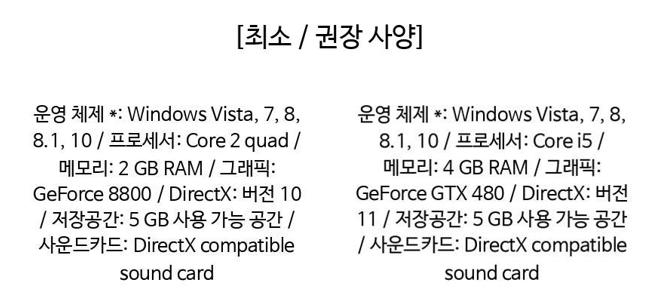 [최소 / 권장 사양]
운영 체제 *: Windows Vista, 7, 8,
8.1, 10 / 프로세서: Core 2 quad /
메모리: 2 GB RAM / 그래픽:
GeForce 8800 / DirectX: 버전 10
/ 저장공간: 5 GB 사용 가능 공간 /
사운드카드: DirectX compatible
sound card
운영 체제 *: Windows Vista, 7, 8,
8.1, 10 / 프로세서: Core i5 /
메모리: 4 GB RAM / 그래픽:
GeForce GTX 480 / DirectX: 버전
11 / 저장공간: 5 GB 사용 가능 공간
/ 사운드카드: DirectX compatible
sound card